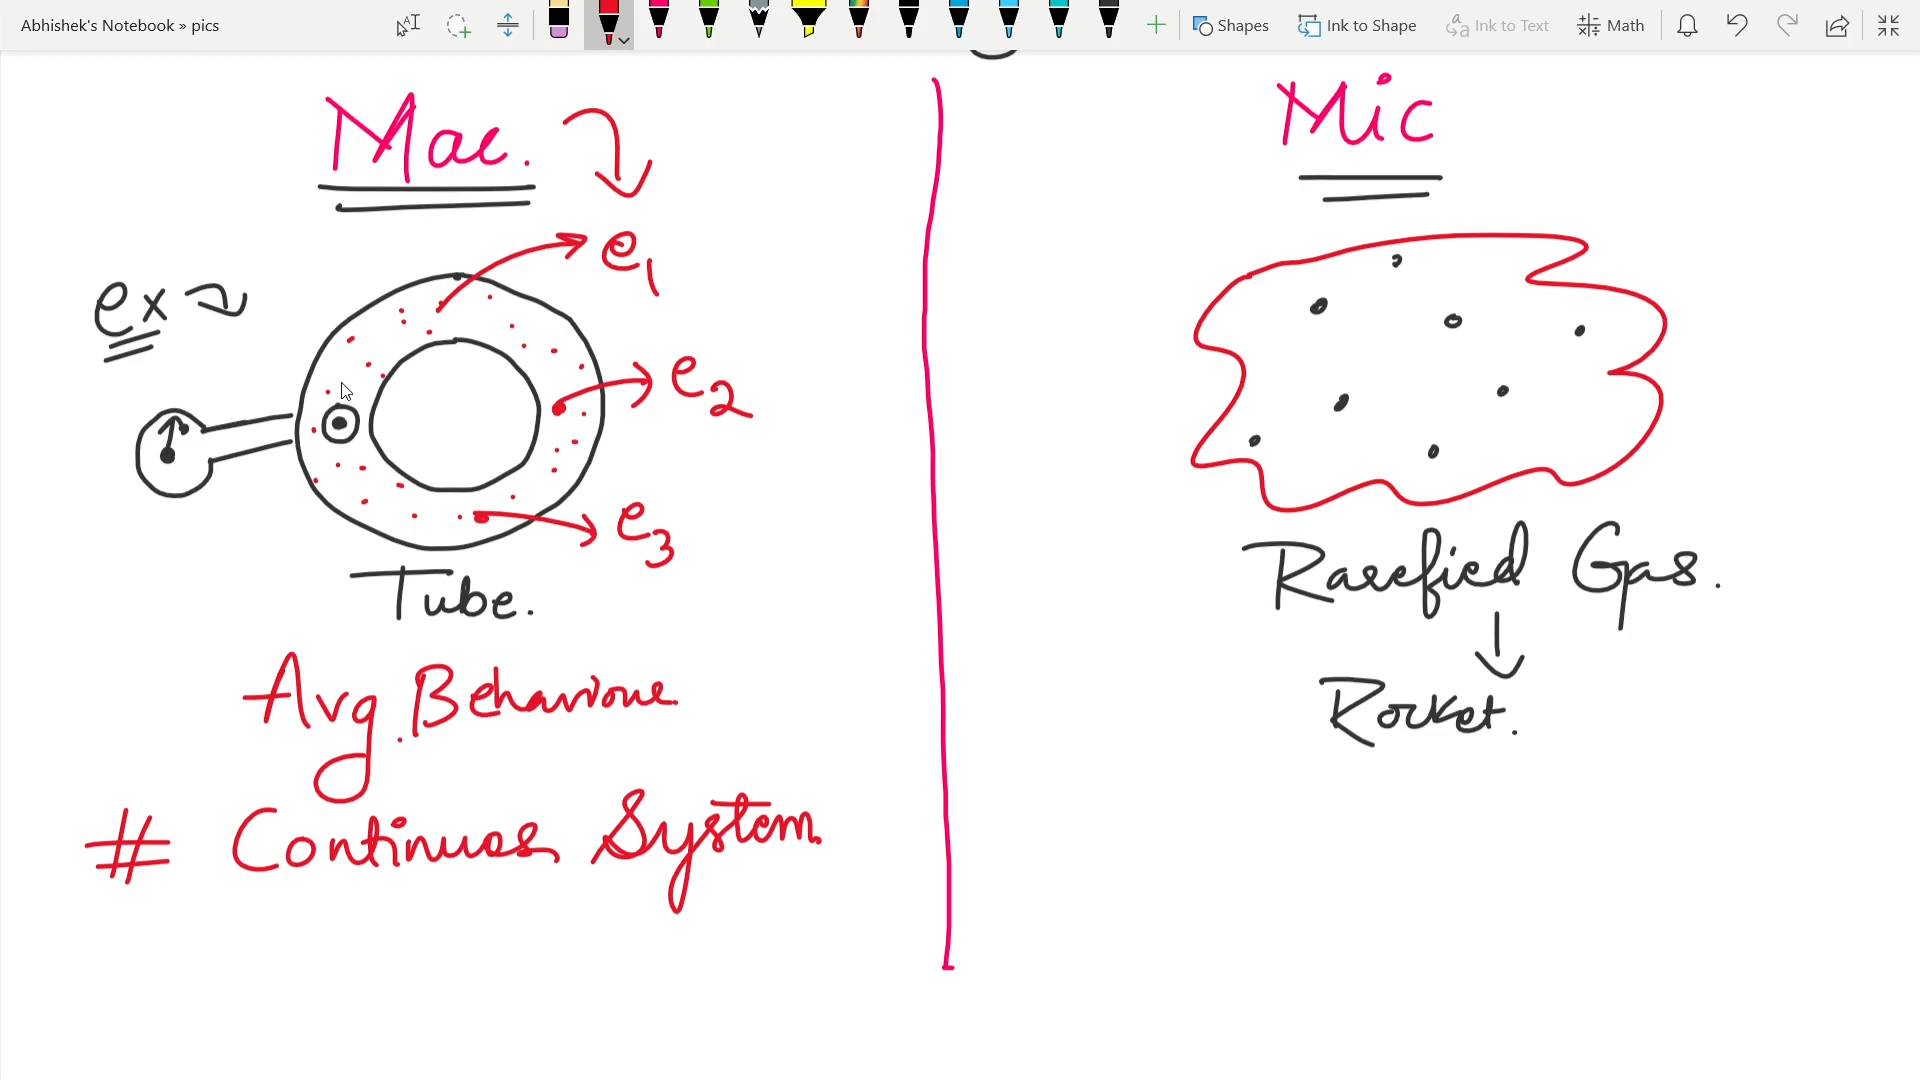 Abhishek's Notebook » pics
Shapes
Ink to Shape
Ink to Text
Math
Mac.
ex
e1
e2
e3
Tube.
Avg. Behaviour
# Continuos System.
Mic
Rarefied Gas.
Rocket.